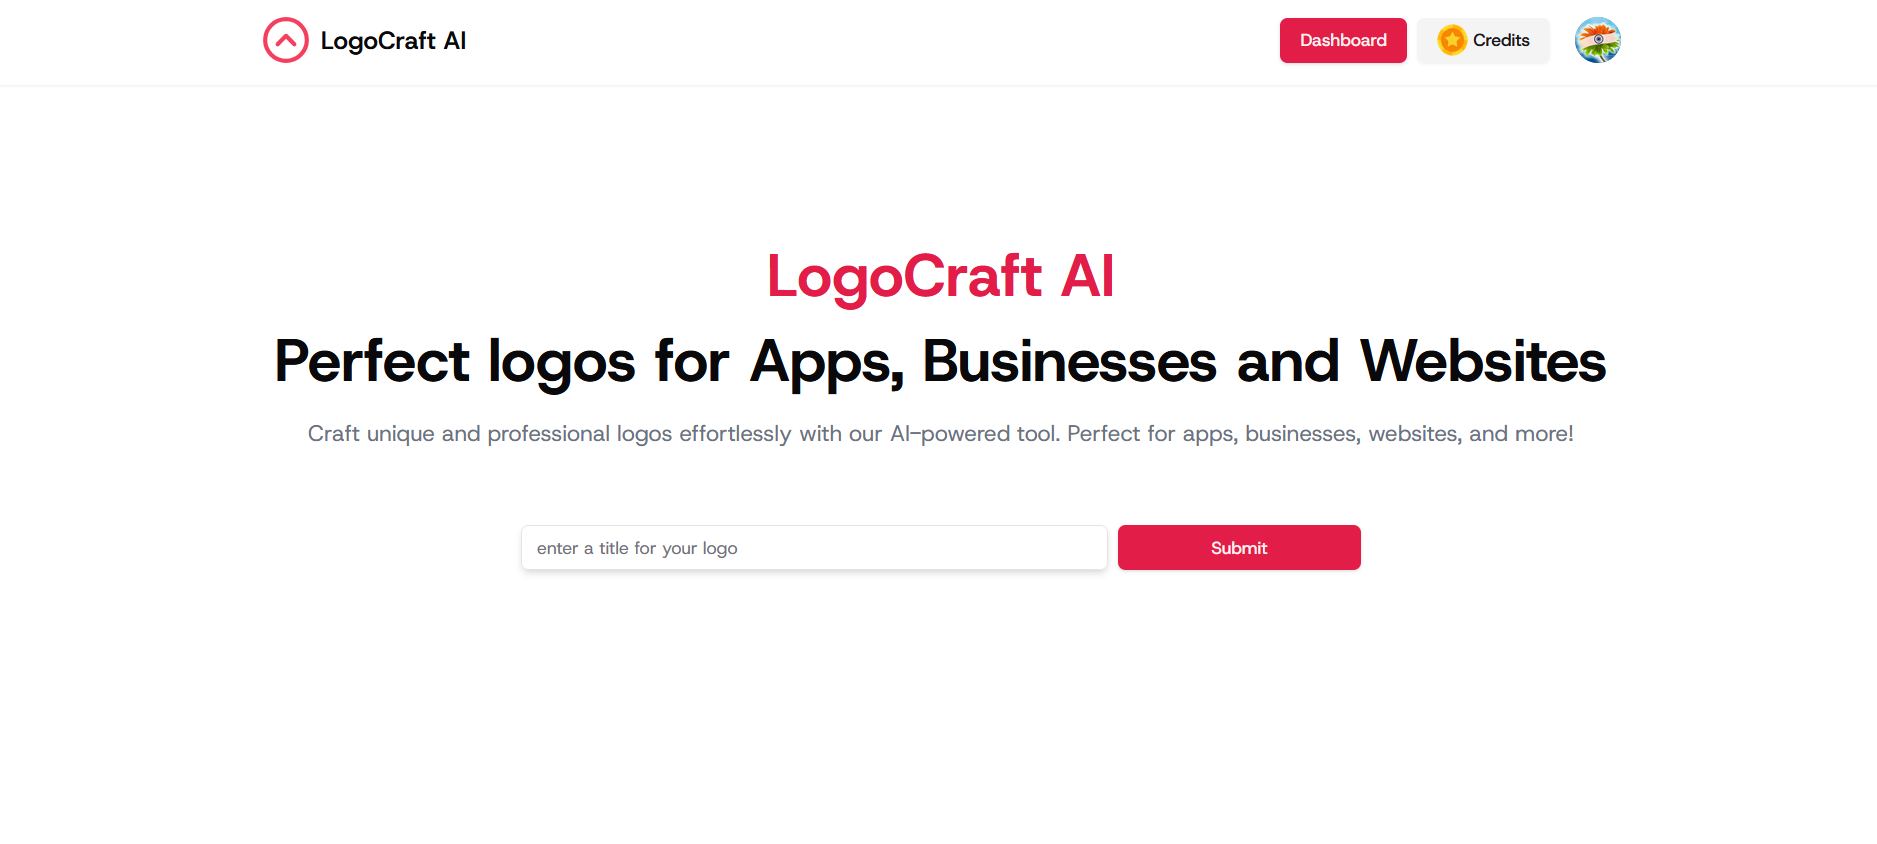 LogoCraft AI
Dashboard
Credits
LogoCraft AI
Perfect logos for Apps, Businesses and Websites
Craft unique and professional logos effortlessly with our AI-powered tool. Perfect for apps, businesses, websites, and more!
enter a title for your logo
Submit